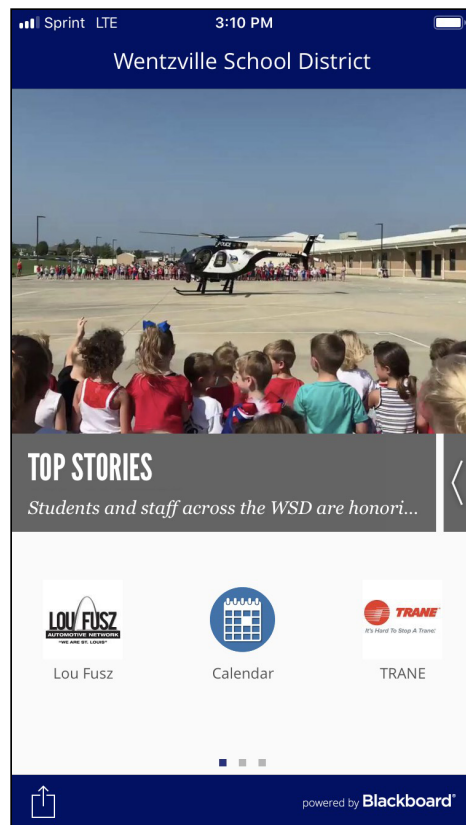 Sprint LTE 3:10 PM
Wentzville School District
POLICE
TOP STORIES
Students and staff across the WSD are honori...
LOU FUSZ
AUTOMOTIVE NETWORK
"WE ARE ST. LOUIS"
TRANE
It's Hard To Stop A Trane.
Lou Fusz
Calendar
TRANE
powered by Blackboard